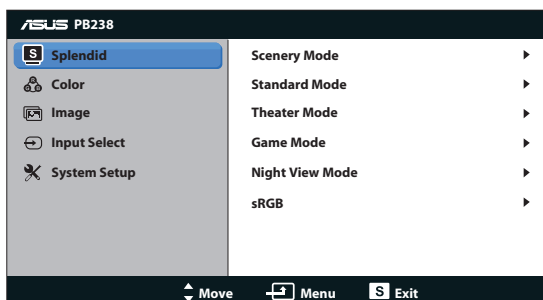 ASUS PB238
S Splendid
Color
Image
Input Select
System Setup
Scenery Mode
Standard Mode
Theater Mode
Game Mode
Night View Mode
sRGB
Move Menu S Exit